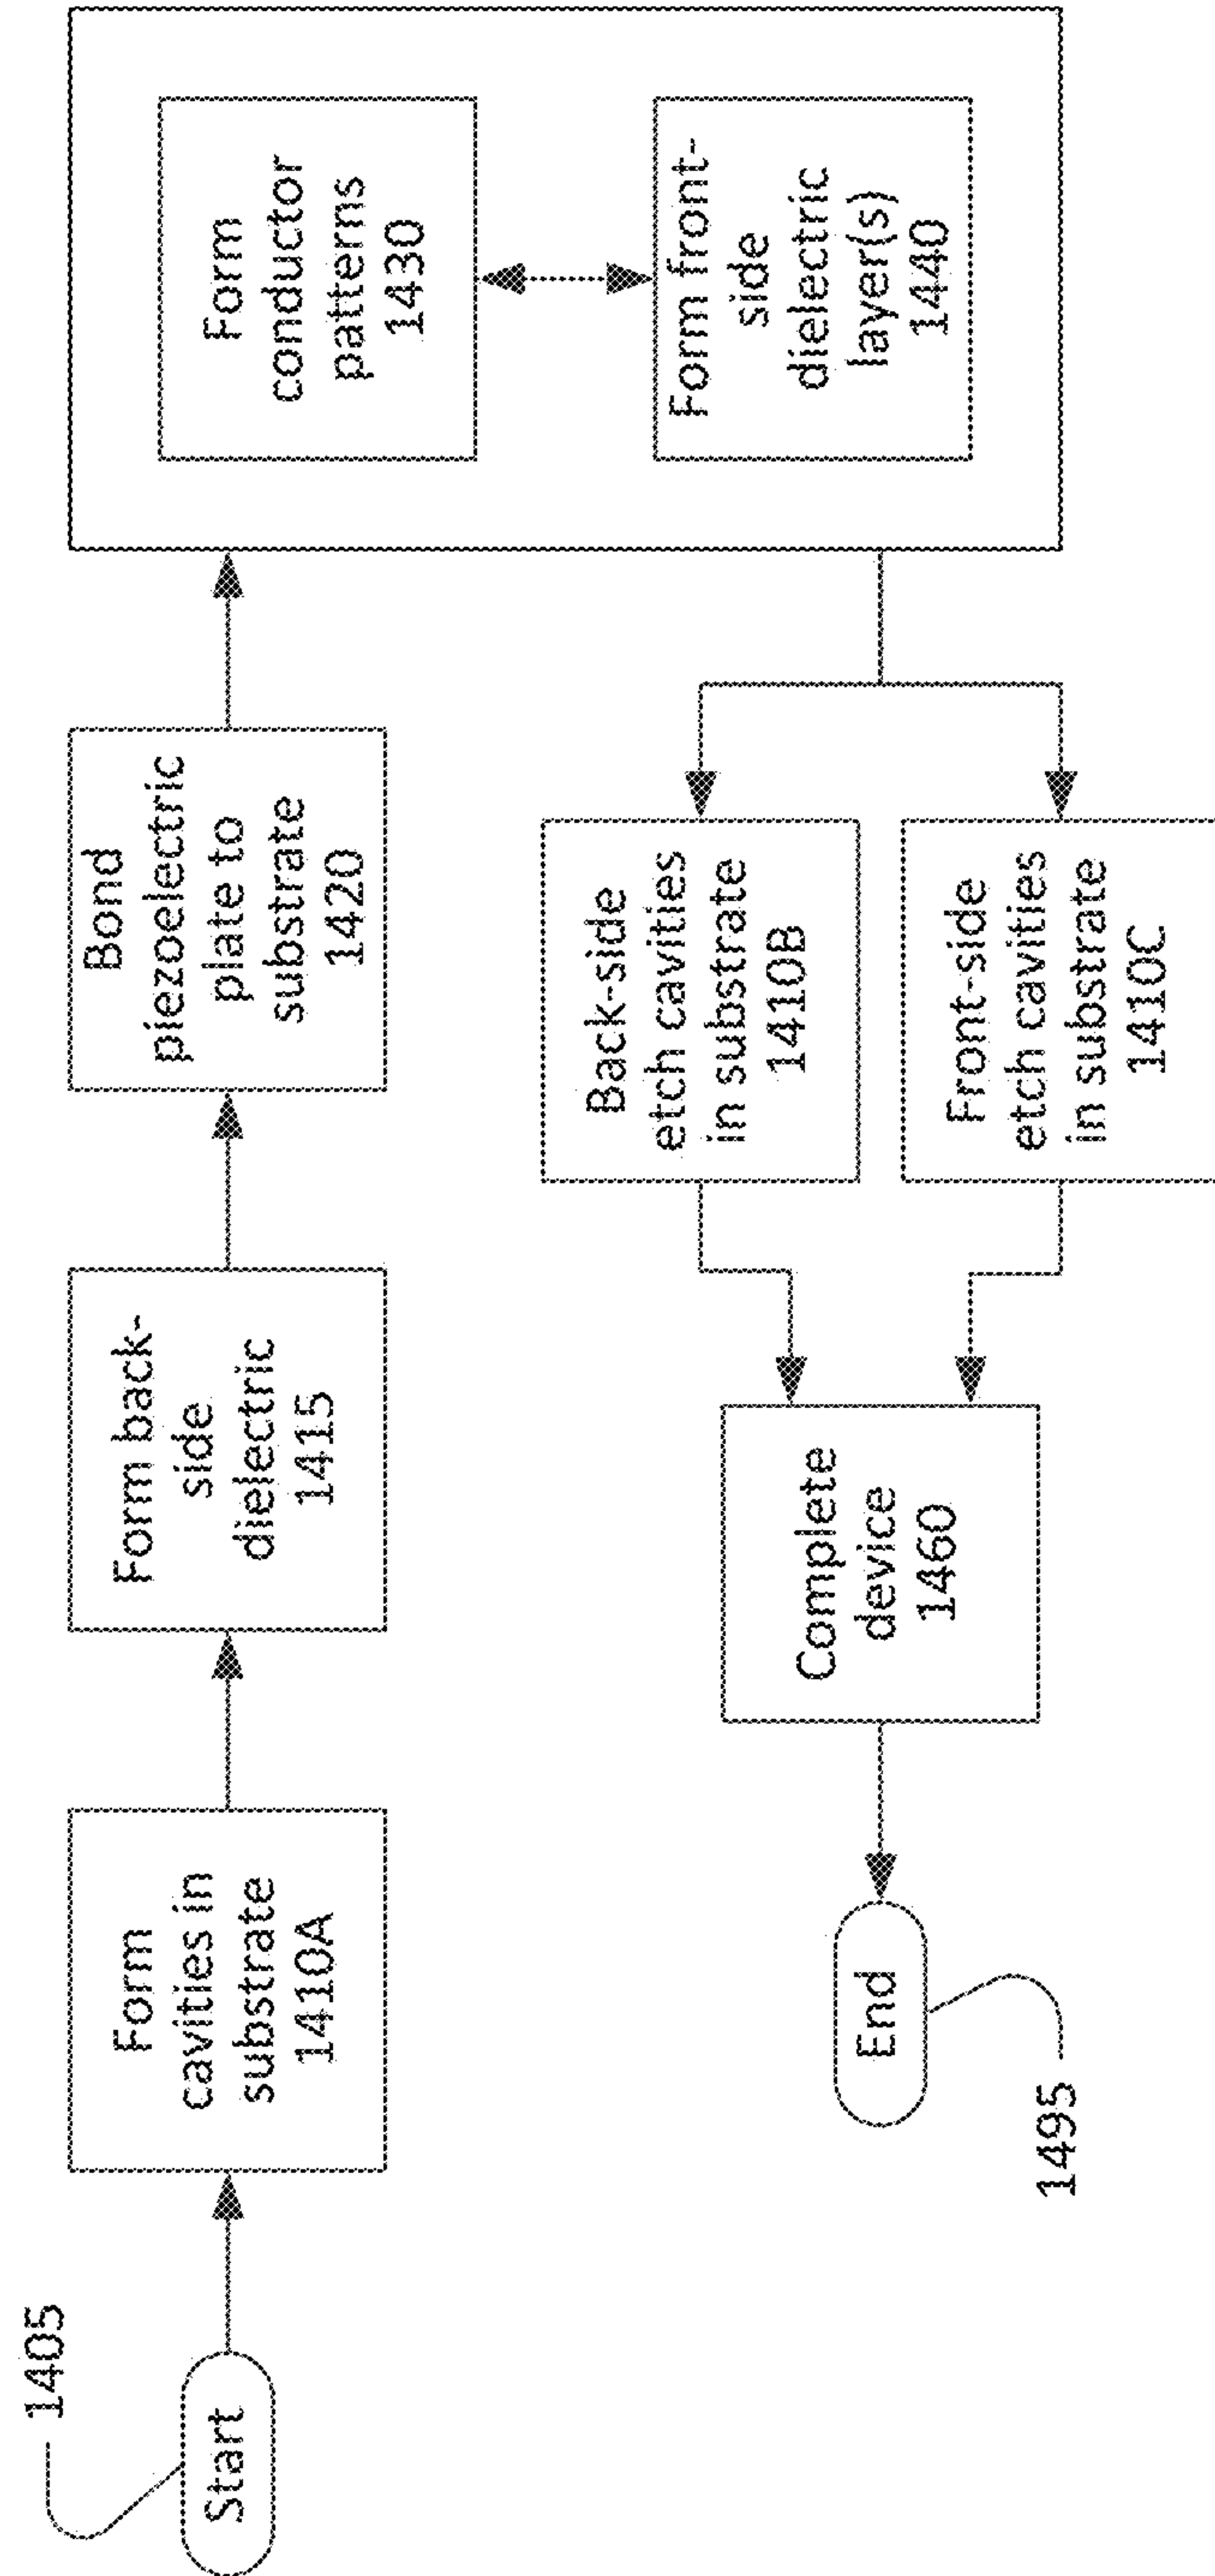 1405
Start
Form
cavities in
substrate
1410A
Form back-
side
dielectric
1415
Bond
piezoelectric
plate to
substrate
1420
Form
conductor
patterns
1430
Form front-
side
dielectric
layer(s)
1440
Back-side
etch cavities
in substrate
1410B
Front-side
etch cavities
in substrate
1410C
Complete
device
1460
End
1495